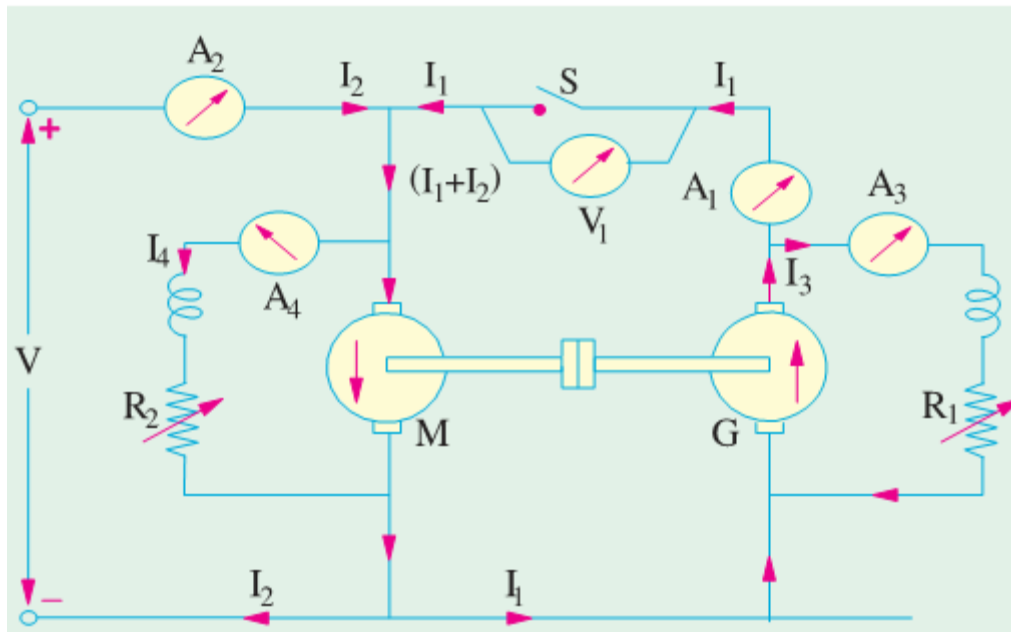 A₂
I₂
I₁
S
I₁
+
(I₁+I₂)
V₁
A₁
A₃
I₄
A₄
I₃
V
R₂
M
G
R₁
–
I₂
I₁